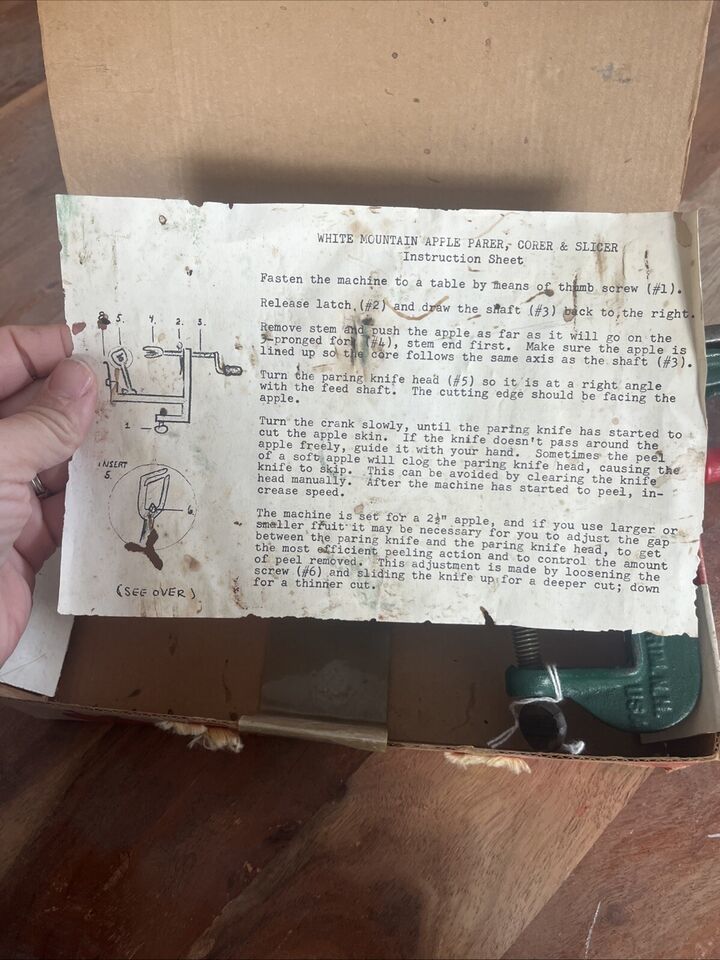 WHITE MOUNTAIN APPLE PARER, CORER & SLICER
Instruction Sheet
Fasten the machine to a table by means of thumb screw (#1).
Release latch (#2) and draw the shaft (#3) back to the right.
Remove stem and push the apple as far as it will go on the
3-pronged fork (#4), stem end first. Make sure the apple is
lined up so the core follows the same axis as the shaft (#3).
Turn the paring knife head (#5) so it is at a right angle
with the feed shaft. The cutting edge should be facing the
apple.
Turn the crank slowly, until the paring knife has started to
cut the apple skin. If the knife doesn't pass around the
apple freely, guide it with your hand. Sometimes the peel
of a soft apple will clog the paring knife head, causing the
knife to skip. This can be avoided by clearing the knife
head manually. After the machine has started to peel, in-
crease speed.
The machine is set for a 2½" apple, and if you use larger or
smaller fruit it may be necessary for you to adjust the gap
between the paring knife and the paring knife head, to get
the most efficient peeling action and to control the amount
of peel removed. This adjustment is made by loosening the
screw (#6) and sliding the knife up for a deeper cut; down
for a thinner cut.
5. 4. 2. 3.
1
INSERT
5.
6.
(SEE OVER)
USA